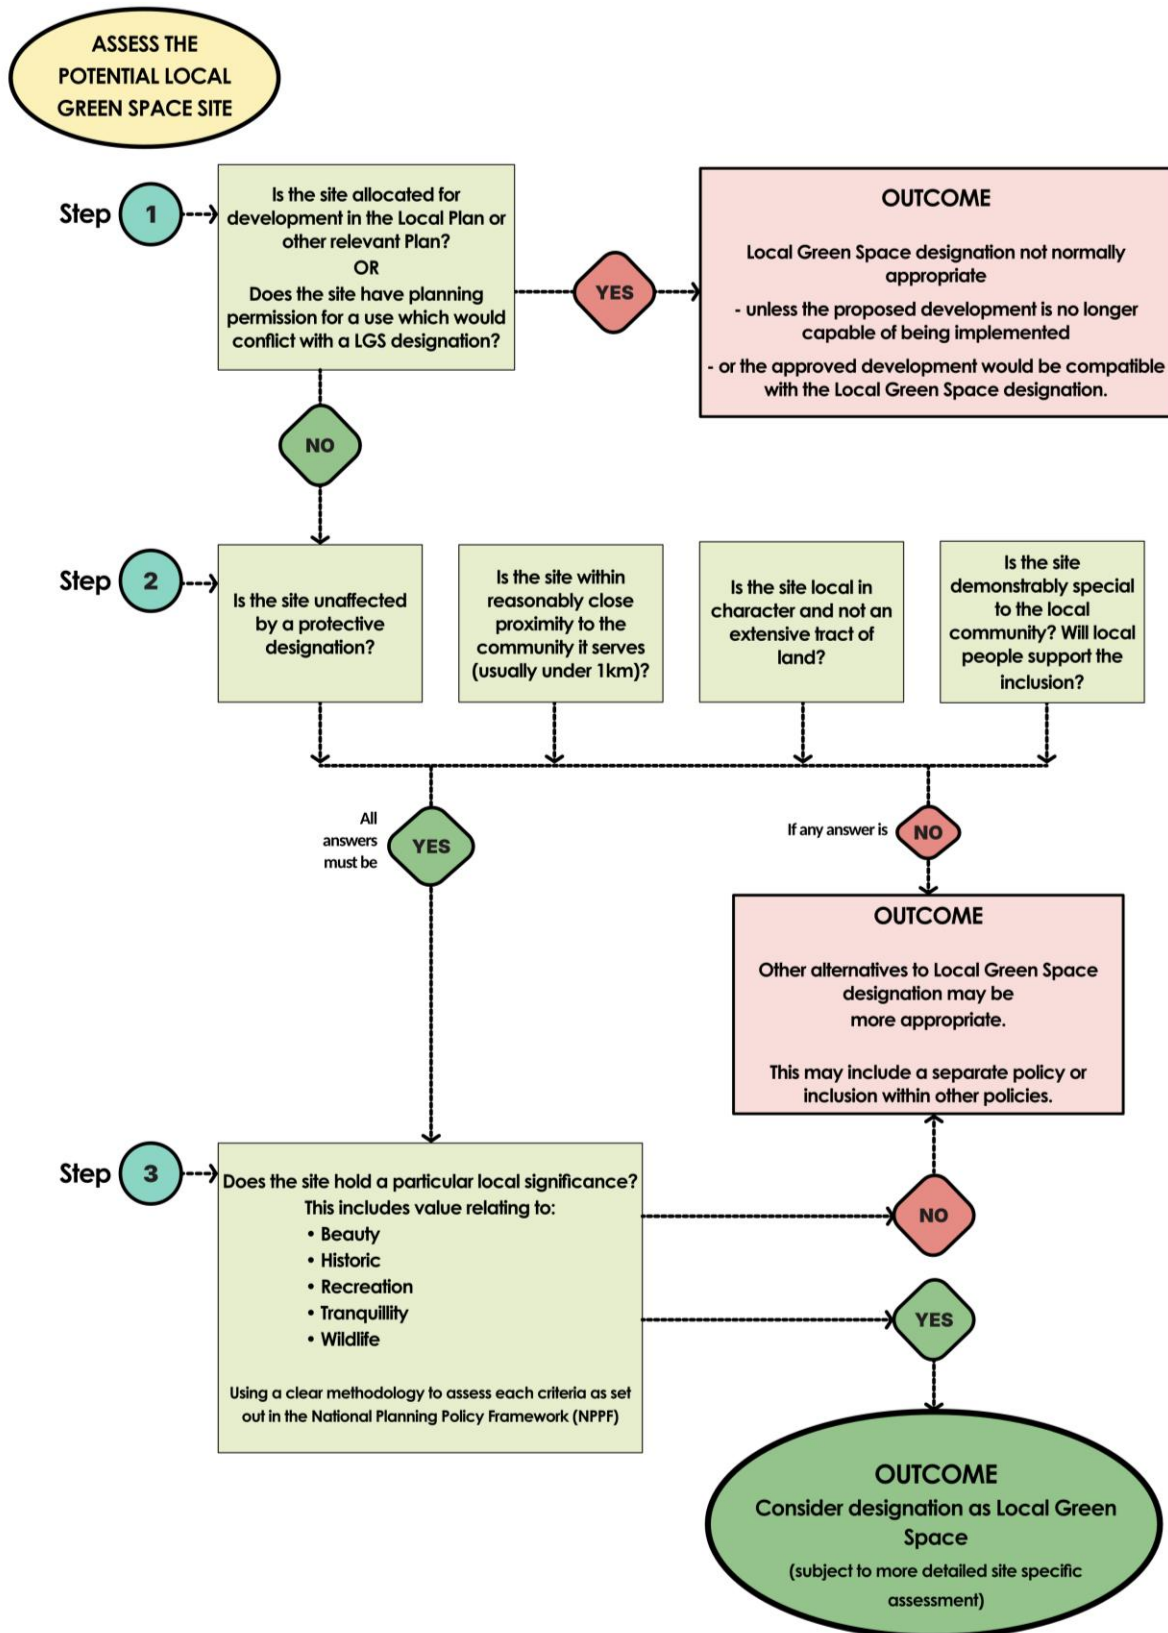 ASSESS THE
POTENTIAL LOCAL
GREEN SPACE SITE
Step 1
Is the site allocated for
development in the Local Plan or
other relevant Plan?
OR
Does the site have planning
permission for a use which would
conflict with a LGS designation?
YES
OUTCOME
Local Green Space designation not normally
appropriate
- unless the proposed development is no longer
capable of being implemented
- or the approved development would be compatible
with the Local Green Space designation.
NO
Step 2
Is the site unaffected
by a protective
designation?
Is the site within
reasonably close
proximity to the
community it serves
(usually under 1km)?
Is the site local in
character and not an
extensive tract of
land?
Is the site
demonstrably special
to the local
community? Will local
people support the
inclusion?
All
answers
must be
YES
If any answer is
NO
OUTCOME
Other alternatives to Local Green Space
designation may be
more appropriate.
This may include a separate policy or
inclusion within other policies.
Step 3
Does the site hold a particular local significance?
This includes value relating to:
• Beauty
• Historic
• Recreation
• Tranquillity
• Wildlife
Using a clear methodology to assess each criteria as set
out in the National Planning Policy Framework (NPPF)
NO
YES
OUTCOME
Consider designation as Local Green
Space
(subject to more detailed site specific
assessment)